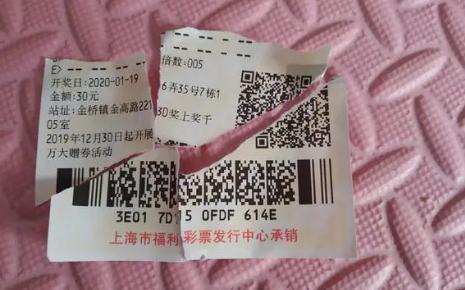 开奖日:2020-01-19
金额:30元
站址:金桥镇金高路221
05室
2019年12月30日起开展
万大赠券活动
倍数:005
6弄35号7栋1
3D奖上奖千
3E01 7D 5 0FDF 614E
上海市福利彩票发行中心承销